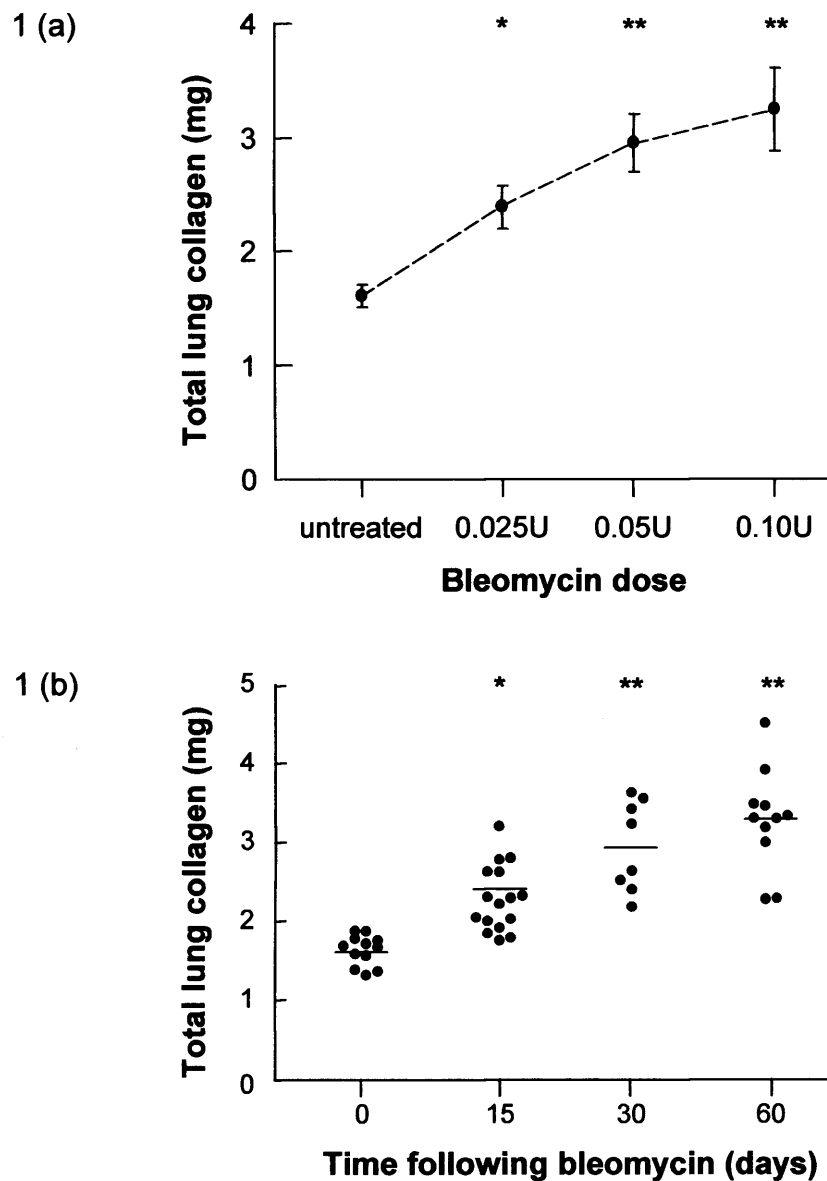 1 (a)
Total lung collagen (mg)
4
3
2
1
0
* ** **
untreated 0.025U 0.05U 0.10U
Bleomycin dose
1 (b)
Total lung collagen (mg)
5
4
3
2
1
0
* ** **
0 15 30 60
Time following bleomycin (days)